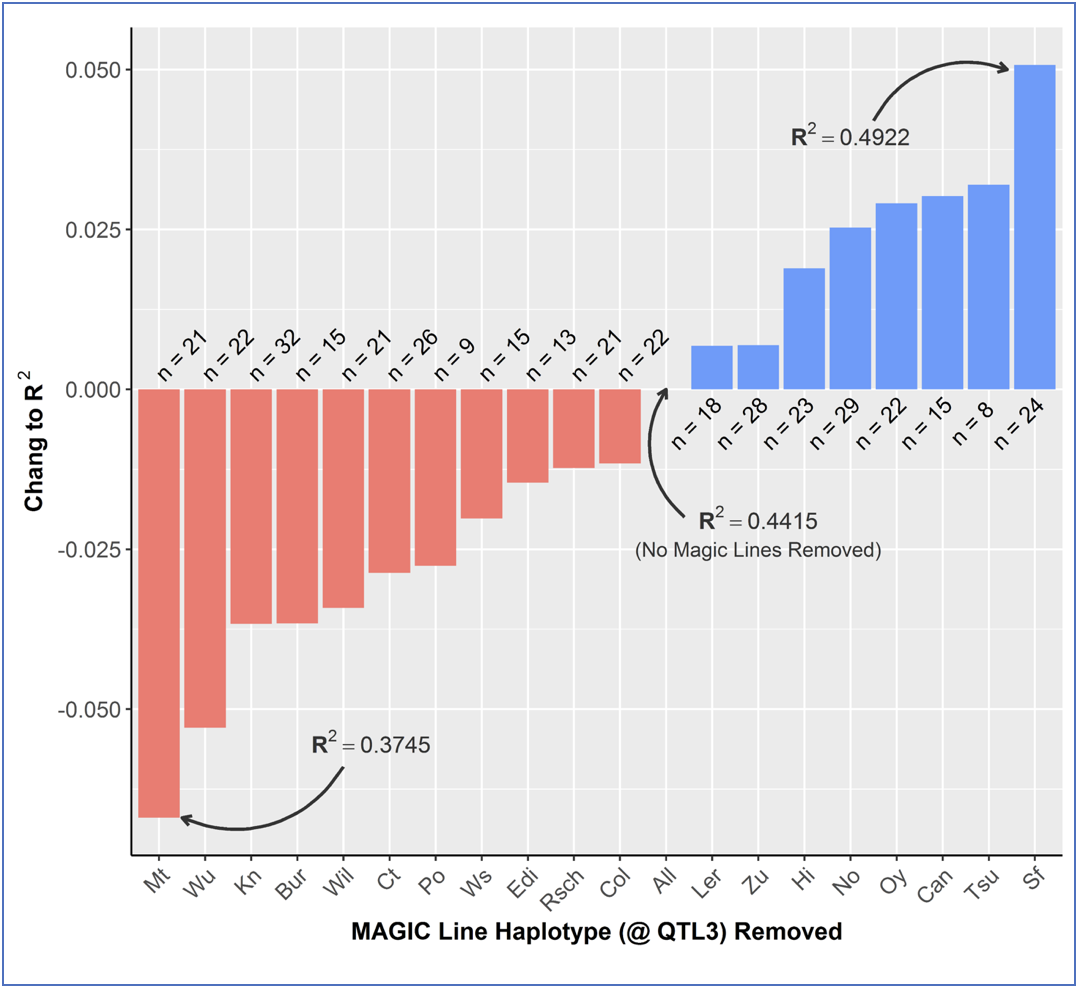 0.050
0.025
0.000
-0.025
-0.050
Chang to R²
R² = 0.4922
n = 21
n = 22
n = 32
n = 15
n = 21
n = 26
n = 9
n = 15
n = 13
n = 21
n = 22
n = 18
n = 28
n = 23
n = 29
n = 22
n = 15
n = 8
n = 24
R² = 0.4415
(No Magic Lines Removed)
R² = 0.3745
Mt
Wu
Kn
Bur
Wil
Ct
Po
Ws
Edi
Rsch
Col
All
Ler
Zu
Hi
No
Oy
Can
Tsu
Sf
MAGIC Line Haplotype (@ QTL3) Removed